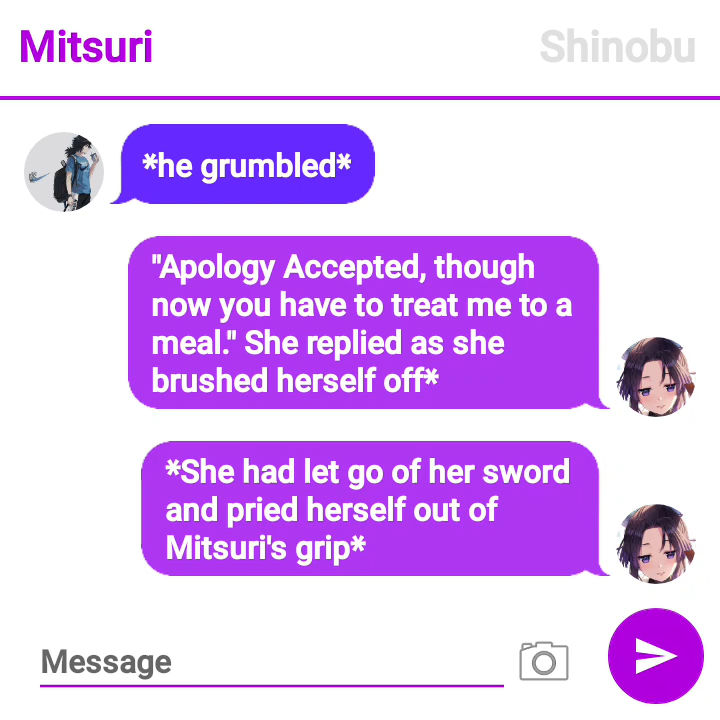 Mitsuri
Shinobu
*he grumbled*
"Apology Accepted, though
now you have to treat me to a
meal." She replied as she
brushed herself off*
*She had let go of her sword
and pried herself out of
Mitsuri's grip*
Message